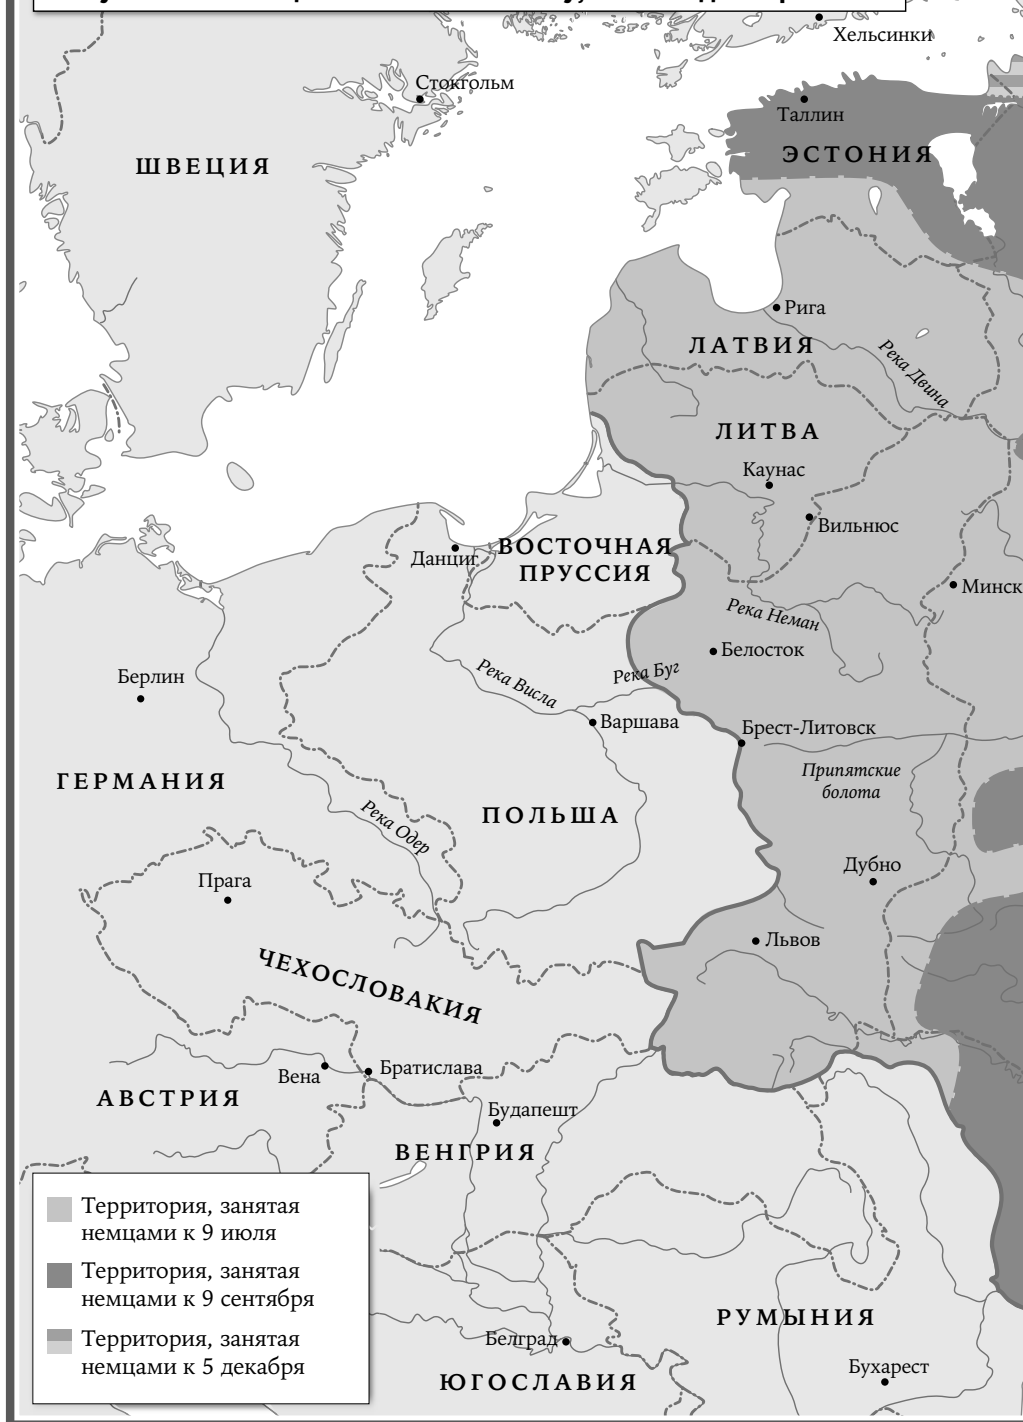 Хельсинки
Стокгольм
Таллин
ШВЕЦИЯ
ЭСТОНИЯ
Рига
ЛАТВИЯ
Река Двина
ЛИТВА
Каунас
Вильнюс
Данциг
ВОСТОЧНАЯ
ПРУССИЯ
Минск
Река Неман
Белосток
Берлин
Река Висла
Река Буг
Варшава
Брест-Литовск
ГЕРМАНИЯ
Припятские
болота
Река Одер
ПОЛЬША
Дубно
Прага
Львов
ЧЕХОСЛОВАКИЯ
Вена
Братислава
АВСТРИЯ
Будапешт
ВЕНГРИЯ
Территория, занятая
немцами к 9 июля
Территория, занятая
немцами к 9 сентября
Территория, занятая
немцами к 5 декабря
РУМЫНИЯ
Белград
Бухарест
ЮГОСЛАВИЯ